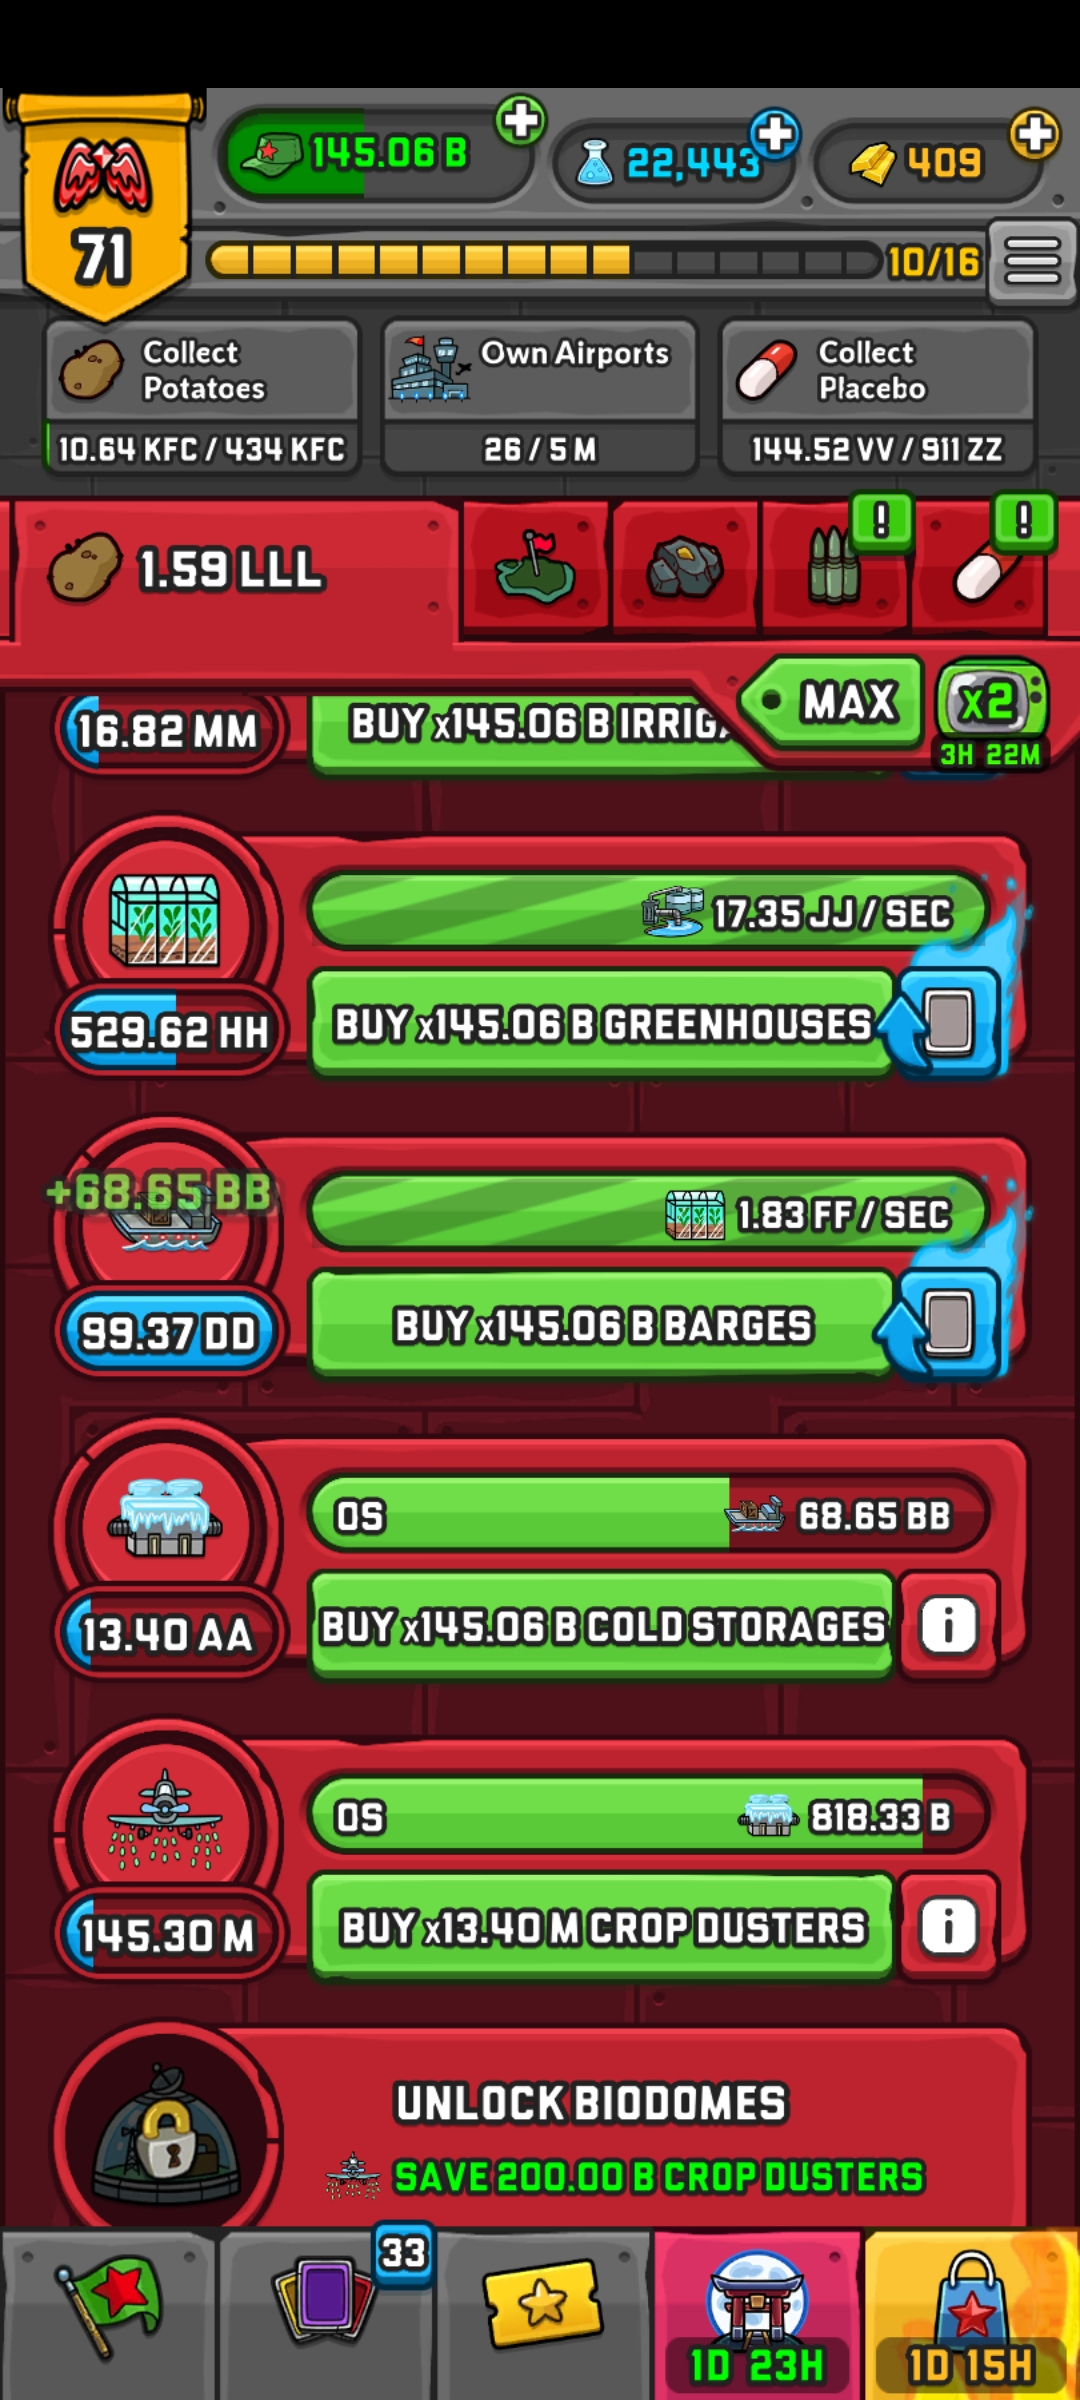 145.06 B
22,443
409
71
10/16
Collect
Potatoes
10.64 KFC / 434 KFC
Own Airports
26 / 5 M
Collect
Placebo
144.52 VV / 911 ZZ
1.59 LLL
!
!
MAX
x2
3H 22M
16.82 MM
BUY x145.06 B IRRIG
17.35 JJ / SEC
529.62 HH
BUY x145.06 B GREENHOUSES
+68.65 BB
1.83 FF / SEC
99.37 DD
BUY x145.06 B BARGES
0S
68.65 BB
13.40 AA
BUY x145.06 B COLD STORAGES
i
0S
818.33 B
145.30 M
BUY x13.40 M CROP DUSTERS
i
UNLOCK BIODOMES
SAVE 200.00 B CROP DUSTERS
33
1D 23H
1D 15H